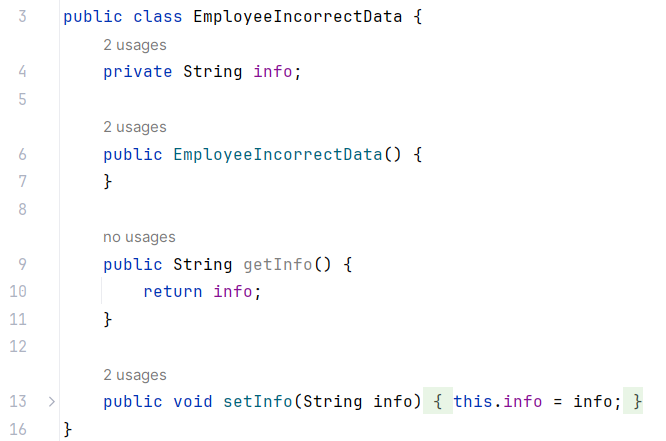 3 public class EmployeeIncorrectData {
2 usages
4 private String info;
5
2 usages
6 public EmployeeIncorrectData() {
7 }
8
no usages
9 public String getInfo() {
10 return info;
11 }
12
2 usages
13 public void setInfo(String info) { this.info = info; }
16 }